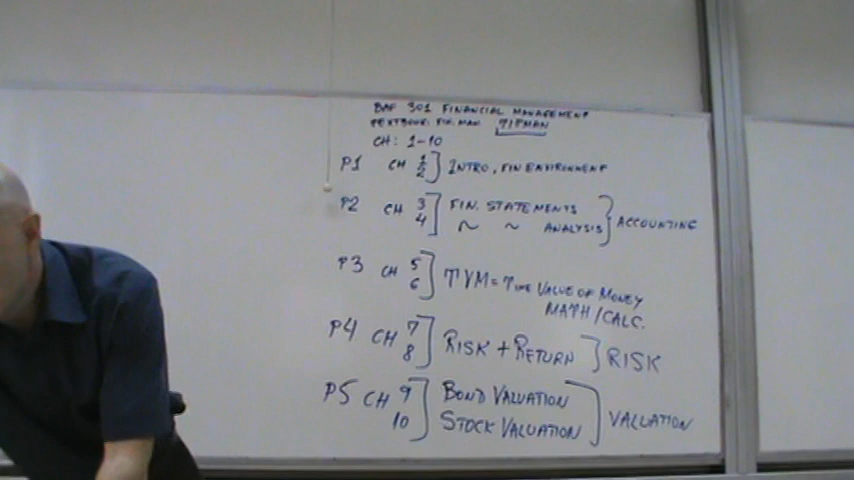 BAF 301 FINANCIAL MANAGEMENT
TEXTBOOK: FIN. MAN. TITMAN
CH: 1-10
P1 CH 1 2 ] INTRO, FIN ENVIRONMENT
P2 CH 3 4 ] FIN. STATEMENTS
~ ~ ANALYSIS } ACCOUNTING
P3 CH 5 6 ] TVM = TIME VALUE OF MONEY
MATH/CALC.
P4 CH 7 8 ] RISK + RETURN ] RISK
P5 CH 9 10 ] BOND VALUATION
STOCK VALUATION ] VALUATION